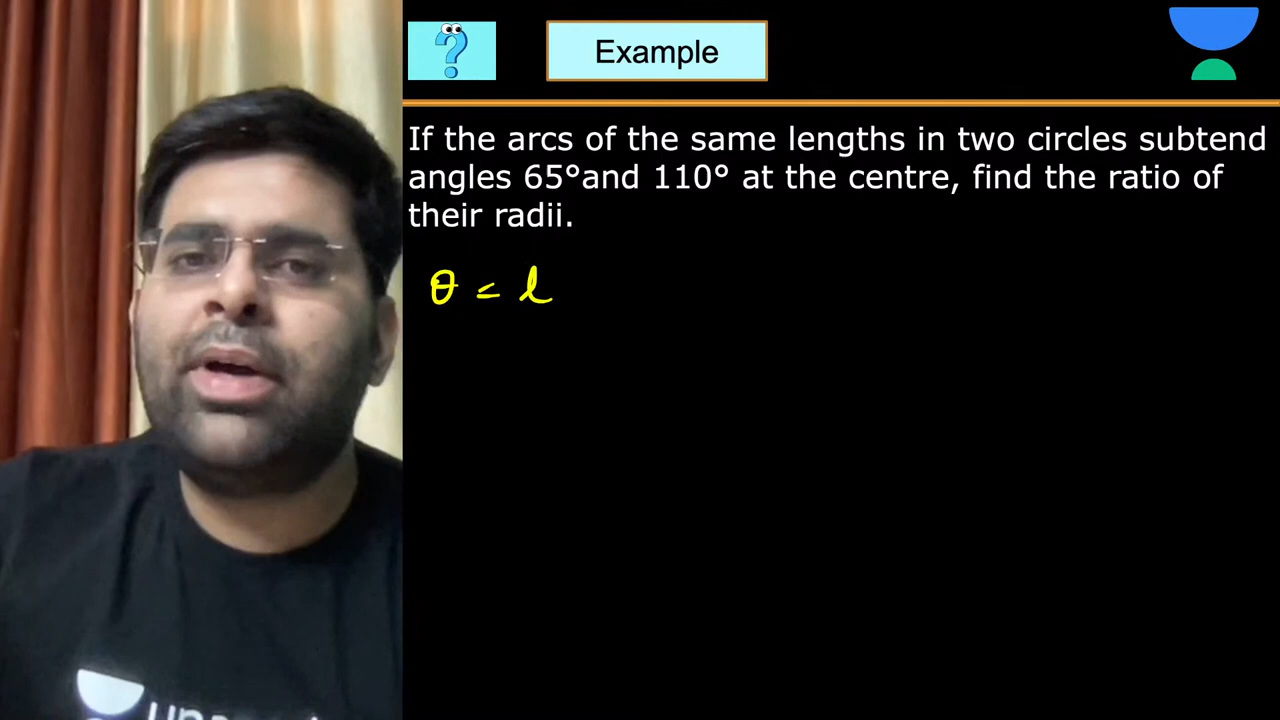 Example
If the arcs of the same lengths in two circles subtend
angles 65°and 110° at the centre, find the ratio of
their radii.
θ = l